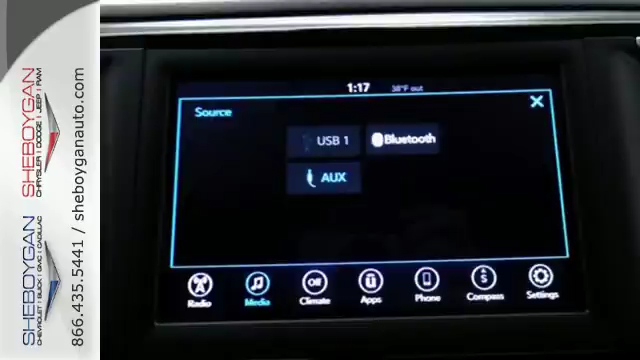 1:17 38°F out
Source
USB 1 Bluetooth
AUX
Off
Radio Media Climate Apps Phone Compass Settings
SHEBOYGAN
CHRYSLER | DODGE | JEEP | RAM
SHEBOYGAN
CHEVROLET | BUICK | GMC | CADILLAC
866.435.5441 / sheboyganauto.com